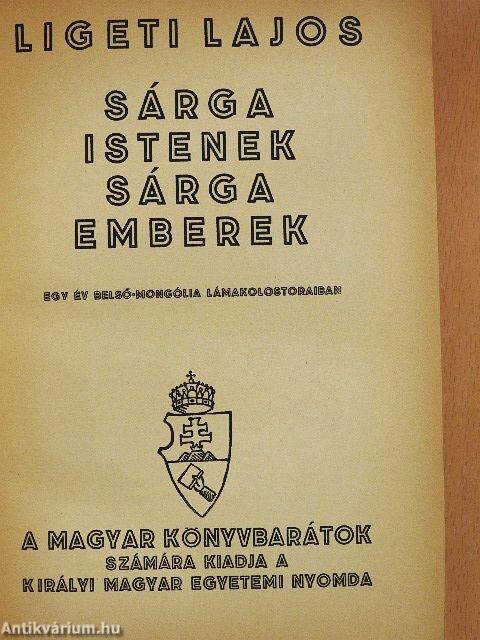 LIGETI LAJOS
SÁRGA
ISTENEK
SÁRGA
EMBEREK
EGY ÉV BELSŐ-MONGÓLIA LÁMAKOLOSTORAIBAN
A MAGYAR KÖNYVBARÁTOK
SZÁMÁRA KIADJA A
KIRÁLYI MAGYAR EGYETEMI NYOMDA
Antikvárium.hu